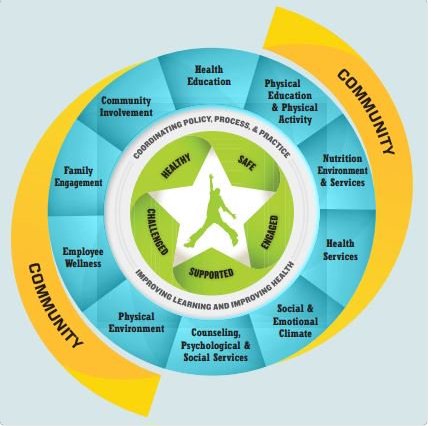 COMMUNITY
Health
Education
Physical
Education
& Physical
Activity
Nutrition
Environment
& Services
Health
Services
Social &
Emotional
Climate
Counseling,
Psychological &
Social Services
Physical
Environment
Employee
Wellness
Family
Engagement
Community
Involvement
COMMUNITY
COORDINATING POLICY, PROCESS, & PRACTICE
IMPROVING LEARNING AND IMPROVING HEALTH
HEALTHY
SAFE
ENGAGED
SUPPORTED
CHALLENGED